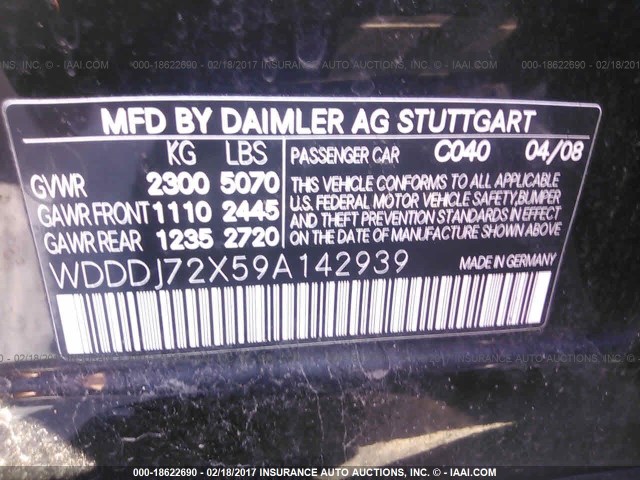 000-18622690 - 02/18/2017 INSURANCE AUTO AUCTIONS, INC. - © - IAAI.COM
MFD BY DAIMLER AG STUTTGART
KG LBS PASSENGER CAR C040 04/08
GVWR 2300 5070 THIS VEHICLE CONFORMS TO ALL APPLICABLE
U.S. FEDERAL MOTOR VEHICLE SAFETY,BUMPER
GAWR FRONT 1110 2445 AND THEFT PREVENTION STANDARDS IN EFFECT
GAWR REAR 1235 2720 ON THE DATE OF MANUFACTURE SHOWN ABOVE.
WDDDJ72X59A142939 MADE IN GERMANY
000-18622690 - 02/18/2017 INSURANCE AUTO AUCTIONS, INC. - © - IAAI.COM